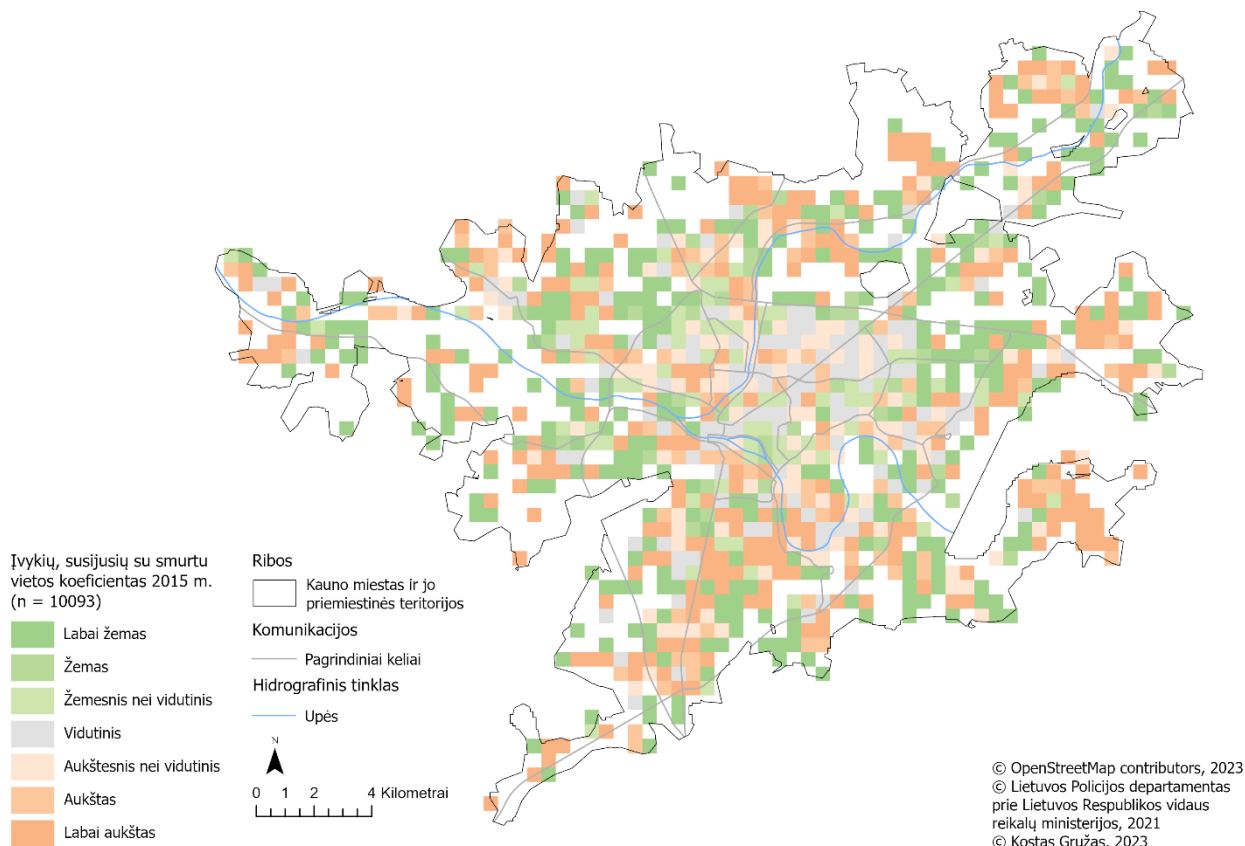 Įvykių, susijusių su smurtu
vietos koeficientas 2015 m.
(n = 10093)
Labai žemas
Žemas
Žemesnis nei vidutinis
Vidutinis
Aukštesnis nei vidutinis
Aukštas
Labai aukštas
Ribos
Kauno miestas ir jo
priemiestinės teritorijos
Komunikacijos
Pagrindiniai keliai
Hidrografinis tinklas
Upės
N
0 1 2 4 Kilometrai
© OpenStreetMap contributors, 2023
© Lietuvos Policijos departamentas
prie Lietuvos Respublikos vidaus
reikalų ministerijos, 2021
© Kostas Gružas, 2023